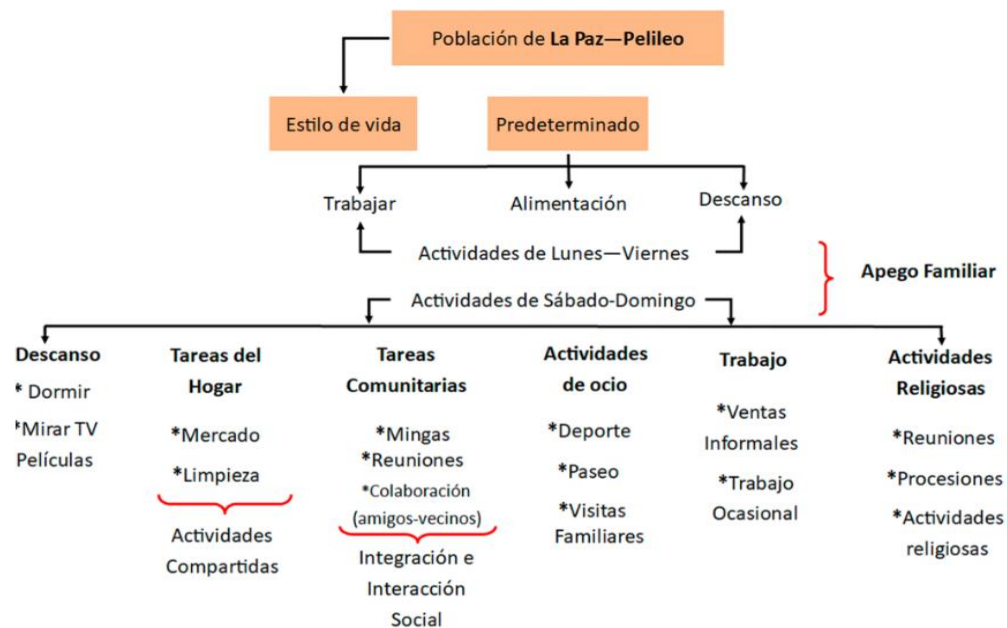 Población de La Paz—Pelileo
Estilo de vida
Predeterminado
Trabajar
Alimentación
Descanso
Actividades de Lunes—Viernes
Apego Familiar
Actividades de Sábado-Domingo
Descanso
* Dormir
*Mirar TV
Películas
Tareas del
Hogar
*Mercado
*Limpieza
Actividades
Compartidas
Tareas
Comunitarias
*Mingas
*Reuniones
*Colaboración
(amigos-vecinos)
Integración e
Interacción
Social
Actividades
de ocio
*Deporte
*Paseo
*Visitas
Familiares
Trabajo
*Ventas
Informales
*Trabajo
Ocasional
Actividades
Religiosas
*Reuniones
*Procesiones
*Actividades
religiosas